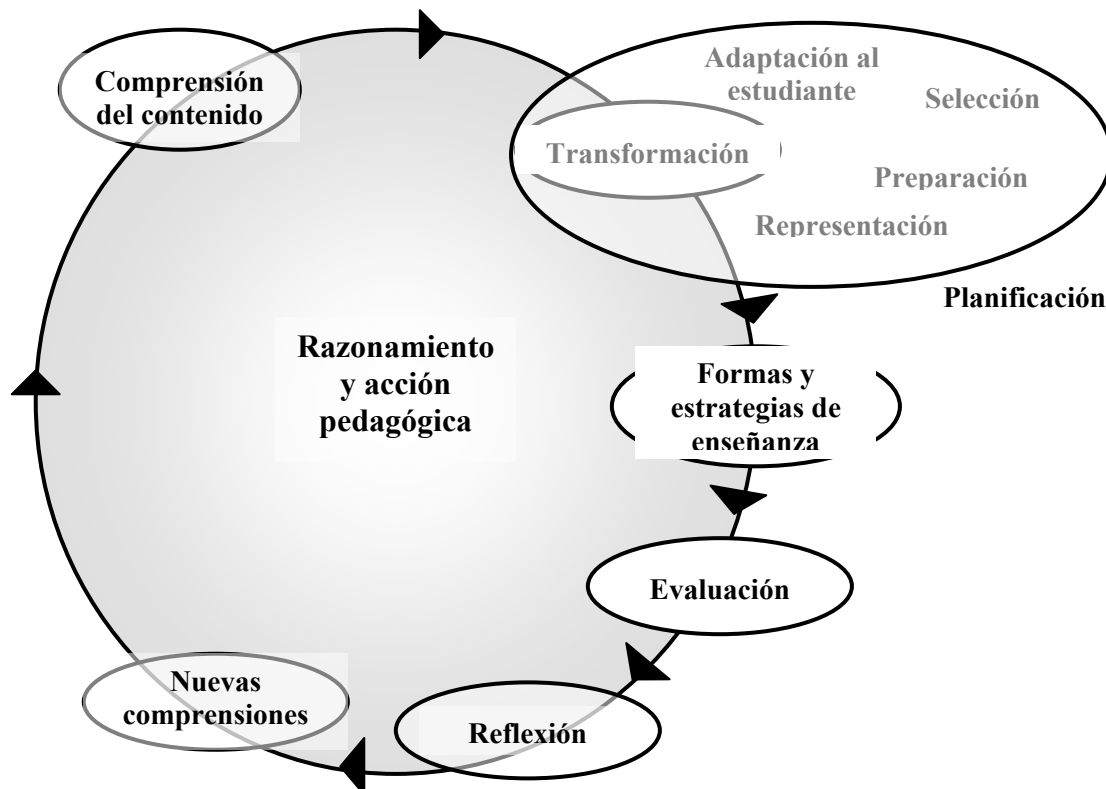 Comprensión
del contenido
Adaptación al
estudiante
Selección
Transformación
Preparación
Representación
Planificación
Razonamiento
y acción
pedagógica
Formas y
estrategias de
enseñanza
Evaluación
Nuevas
comprensiones
Reflexión